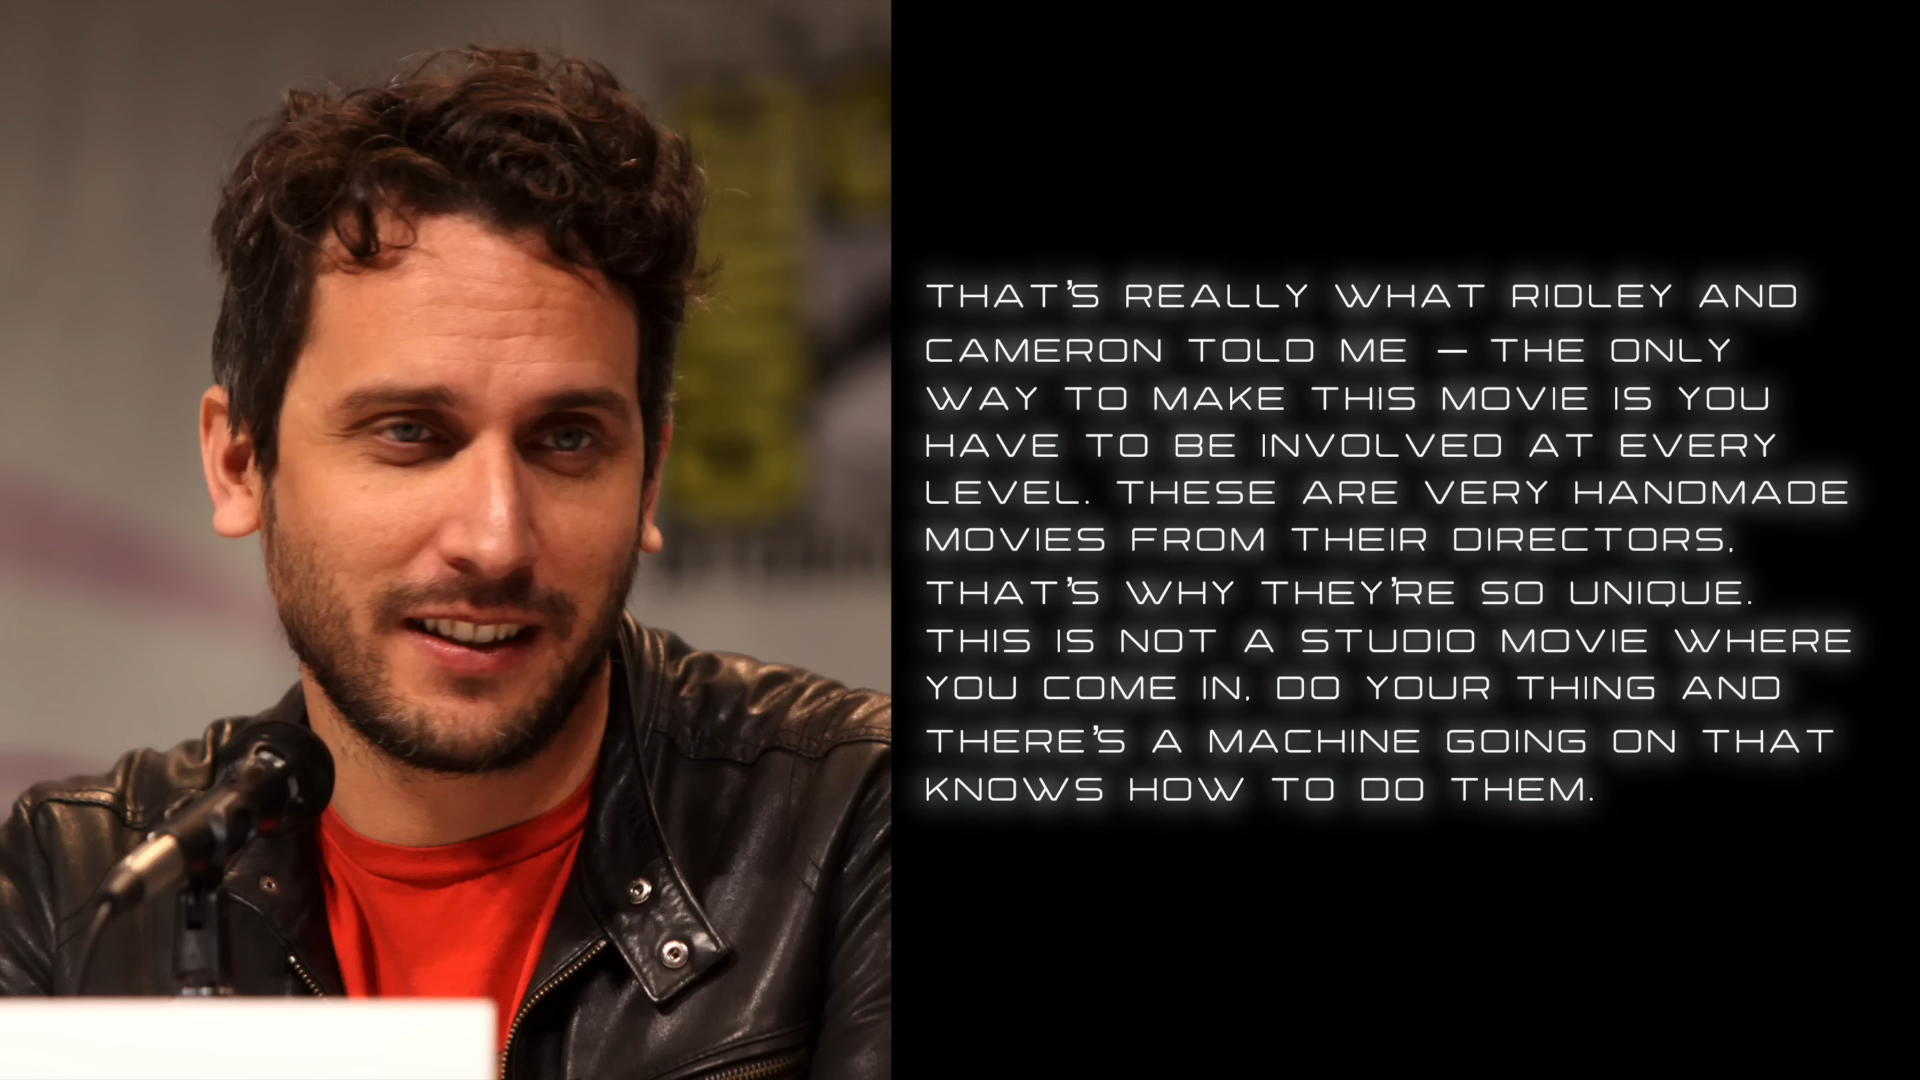 THAT'S REALLY WHAT RIDLEY AND
CAMERON TOLD ME – THE ONLY
WAY TO MAKE THIS MOVIE IS YOU
HAVE TO BE INVOLVED AT EVERY
LEVEL. THESE ARE VERY HANDMADE
MOVIES FROM THEIR DIRECTORS,
THAT'S WHY THEY'RE SO UNIQUE.
THIS IS NOT A STUDIO MOVIE WHERE
YOU COME IN, DO YOUR THING AND
THERE'S A MACHINE GOING ON THAT
KNOWS HOW TO DO THEM.